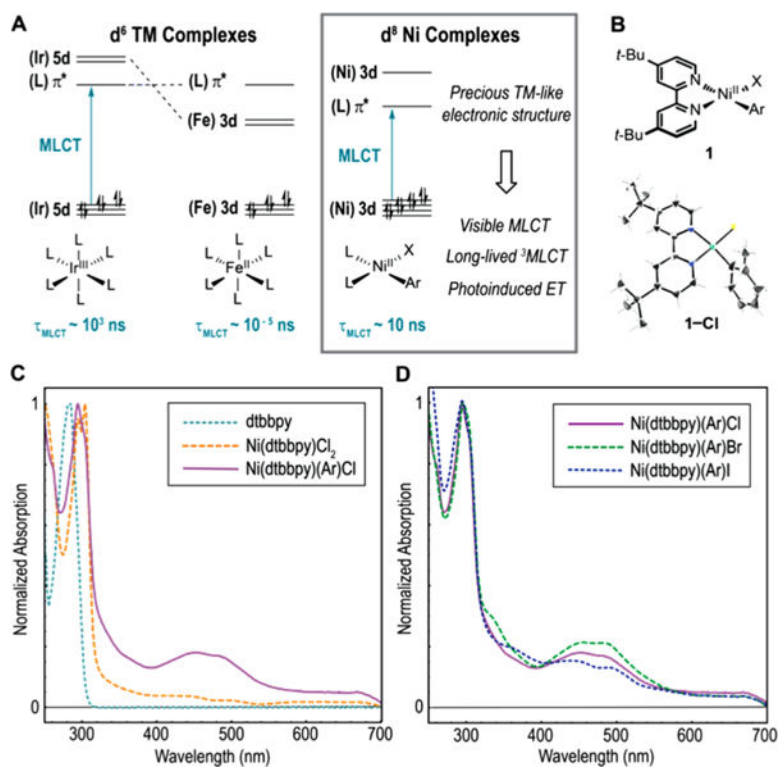 A
d⁶ TM Complexes
d⁸ Ni Complexes
(Ir) 5d
(L) π*
(L) π*
(Fe) 3d
MLCT
(Ir) 5d
(Fe) 3d
L
L
L
Ir^III
L
L
L
L
L
L
Fe^II
L
L
L
τ_MLCT ~ 10³ ns
τ_MLCT ~ 10⁻⁵ ns
(Ni) 3d
(L) π*
MLCT
(Ni) 3d
L
X
Ni^II
L
Ar
τ_MLCT ~ 10 ns
Precious TM-like
electronic structure
Visible MLCT
Long-lived ³MLCT
Photoinduced ET
B
t-Bu
N
Ni^II
X
N
Ar
t-Bu
1
1–Cl
C
1
dtbbpy
Ni(dtbbpy)Cl₂
Ni(dtbbpy)(Ar)Cl
Normalized Absorption
0
300 400 500 600 700
Wavelength (nm)
D
1
Ni(dtbbpy)(Ar)Cl
Ni(dtbbpy)(Ar)Br
Ni(dtbbpy)(Ar)I
Normalized Absorption
0
300 400 500 600 700
Wavelength (nm)